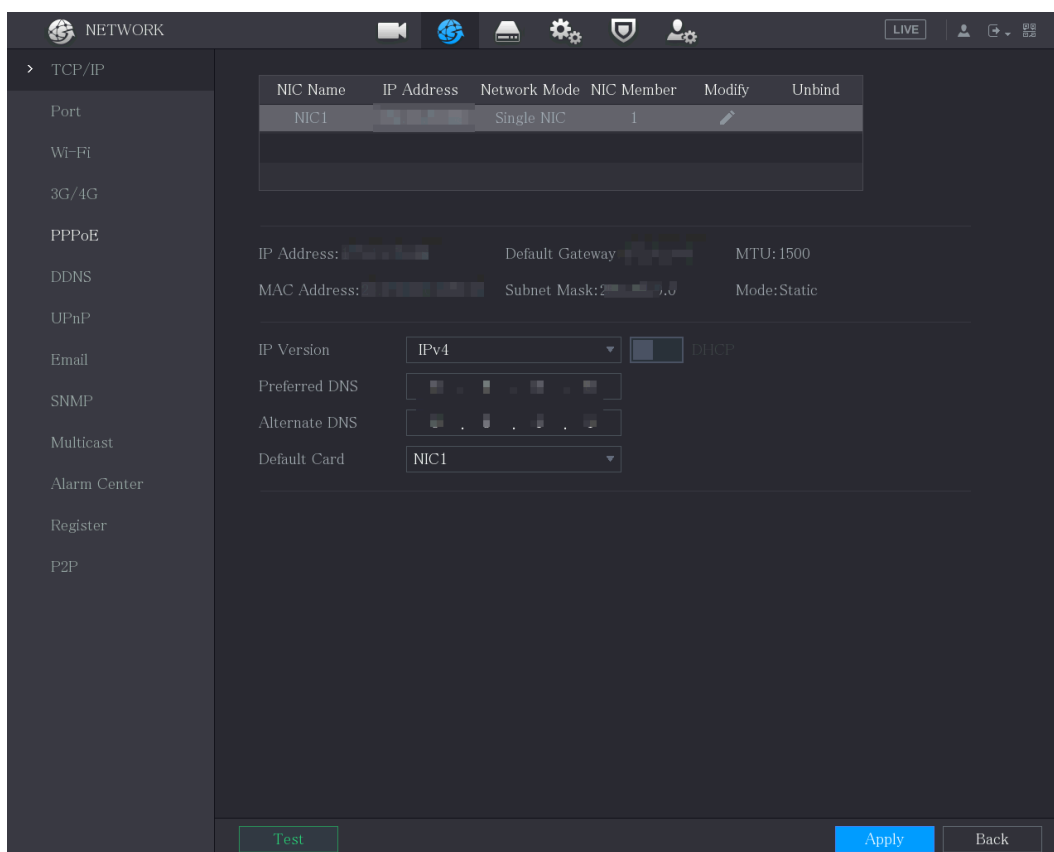 NETWORK
LIVE
TCP/IP
Port
Wi-Fi
3G/4G
PPPoE
DDNS
UPnP
Email
SNMP
Multicast
Alarm Center
Register
P2P
NIC Name IP Address Network Mode NIC Member Modify Unbind
NIC1 Single NIC 1
IP Address: Default Gateway MTU:1500
MAC Address: Subnet Mask: Mode:Static
IP Version IPv4 DHCP
Preferred DNS
Alternate DNS
Default Card NIC1
Test Apply Back